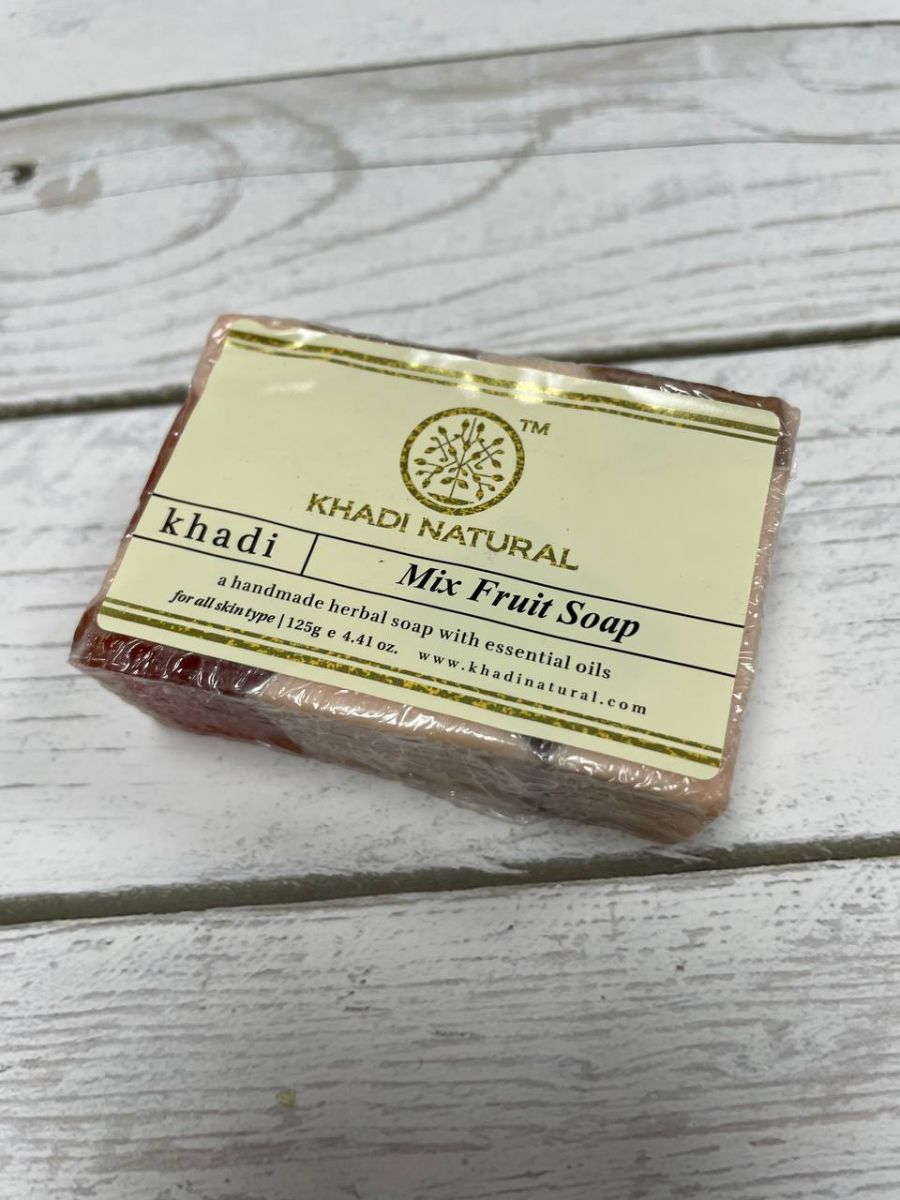 TM
KHADI NATURAL
khadi
Mix Fruit Soap
a handmade herbal soap with essential oils
for all skin type | 125g e 4.41 oz.
www.khadinatural.com